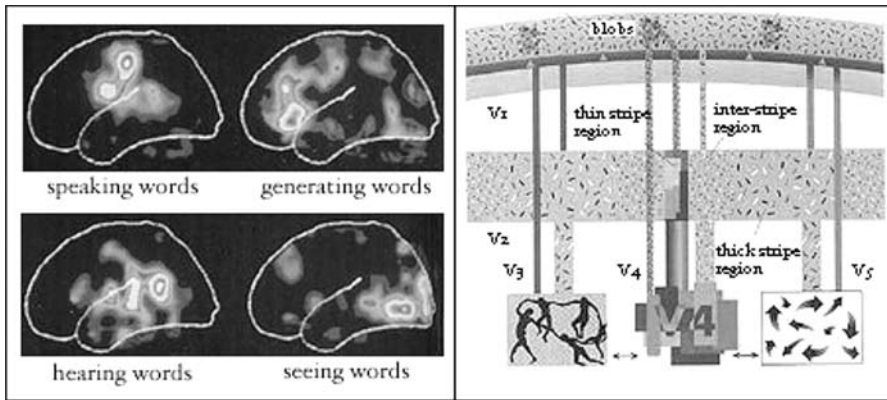 speaking words
generating words
hearing words
seeing words
blobs
V1
thin stripe
region
inter-stripe
region
V2
thick stripe
region
V3
V4
V5
V4